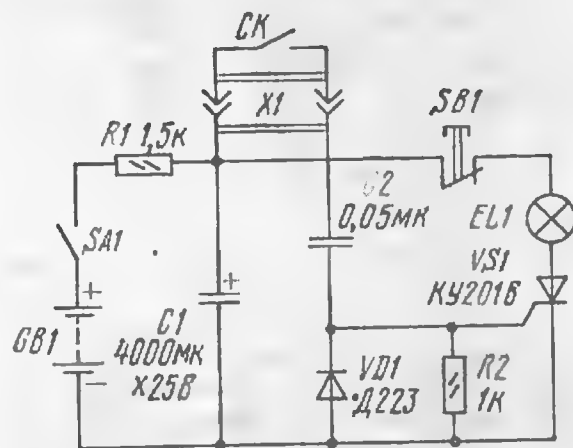 СК
X1
SB1
R1 1,5к
C2
0,05мк
EL1
SA1
VS1
КУ201В
+
+
GB1
C1
4000мк
х25В
VD1
Д223
R2
1к
−